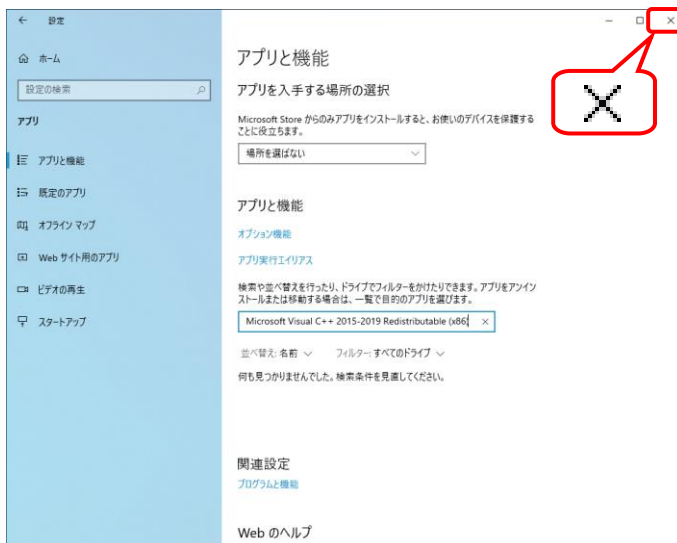 設定
ホーム
設定の検索
アプリ
アプリと機能
既定のアプリ
オフライン マップ
Web サイト用のアプリ
ビデオの再生
スタートアップ
アプリと機能
アプリを入手する場所の選択
Microsoft Store からのみアプリをインストールすると、お使いのデバイスを保護する
ことに役立ちます。
場所を選ばない
アプリと機能
オプション機能
アプリ実行エイリアス
検索や並べ替えを行ったり、ドライブでフィルターをかけたりできます。アプリをアンイン
ストールまたは移動する場合は、一覧で目的のアプリを選びます。
Microsoft Visual C++ 2015-2019 Redistributable (x86)
並べ替え: 名前 フィルター: すべてのドライブ
何も見つかりませんでした。検索条件を見直してください。
関連設定
プログラムと機能
Web のヘルプ